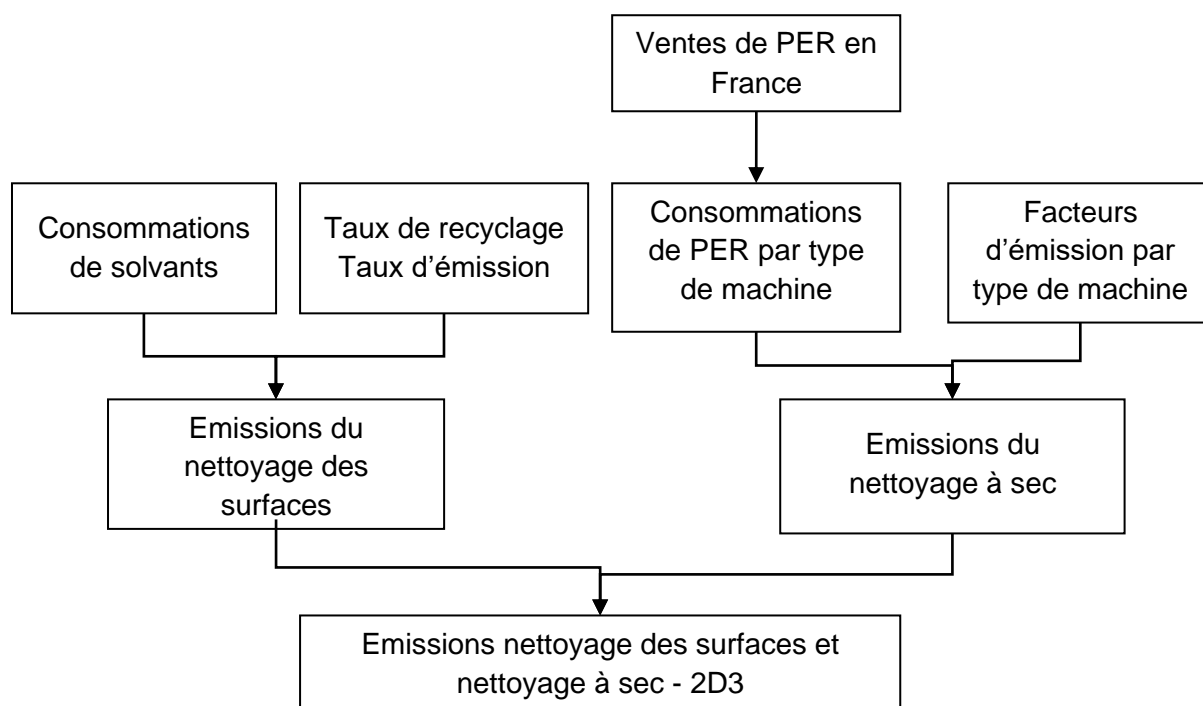 Ventes de PER en
France
Consommations
de solvants
Taux de recyclage
Taux d'émission
Consommations
de PER par type
de machine
Facteurs
d'émission par
type de machine
Emissions du
nettoyage des
surfaces
Emissions du
nettoyage à sec
Emissions nettoyage des surfaces et
nettoyage à sec - 2D3